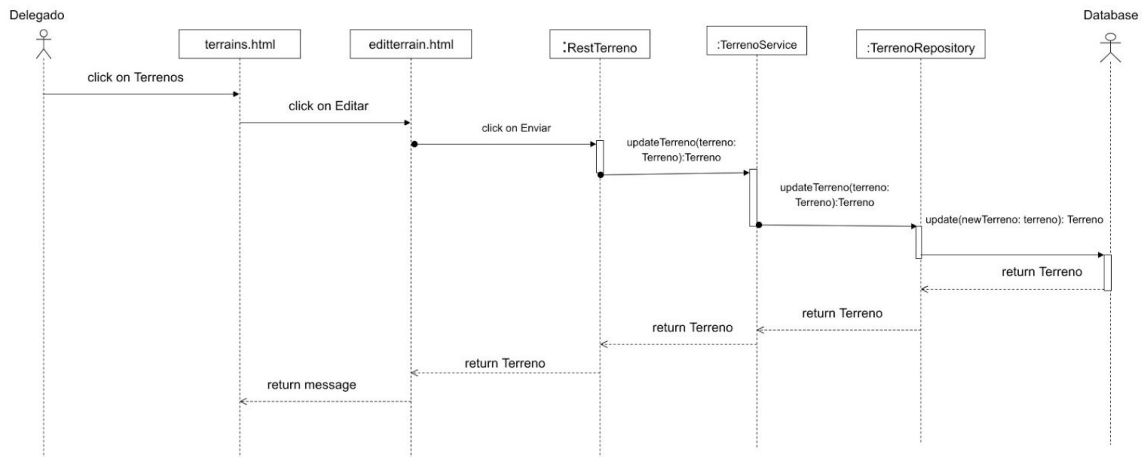 Delegado
Database
terrains.html
editterrain.html
:RestTerreno
:TerrenoService
:TerrenoRepository
click on Terrenos
click on Editar
click on Enviar
updateTerreno(terreno:
Terreno):Terreno
updateTerreno(terreno:
Terreno):Terreno
update(newTerreno: terreno): Terreno
return Terreno
return Terreno
return Terreno
return Terreno
return message